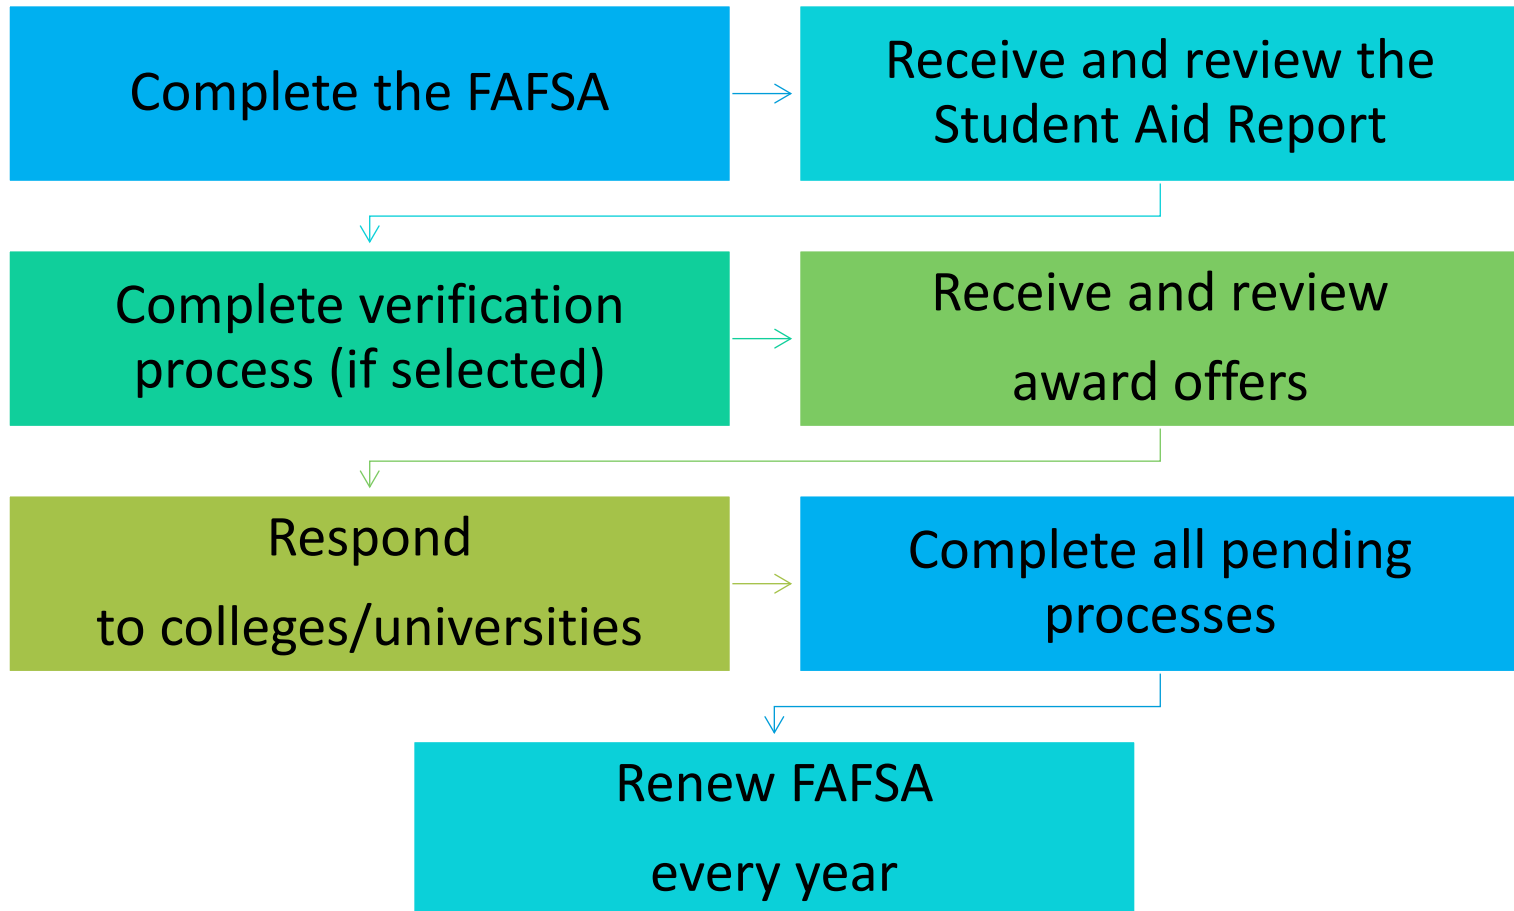 Complete the FAFSA
Receive and review the
Student Aid Report
Complete verification
process (if selected)
Receive and review
award offers
Respond
to colleges/universities
Complete all pending
processes
Renew FAFSA
every year